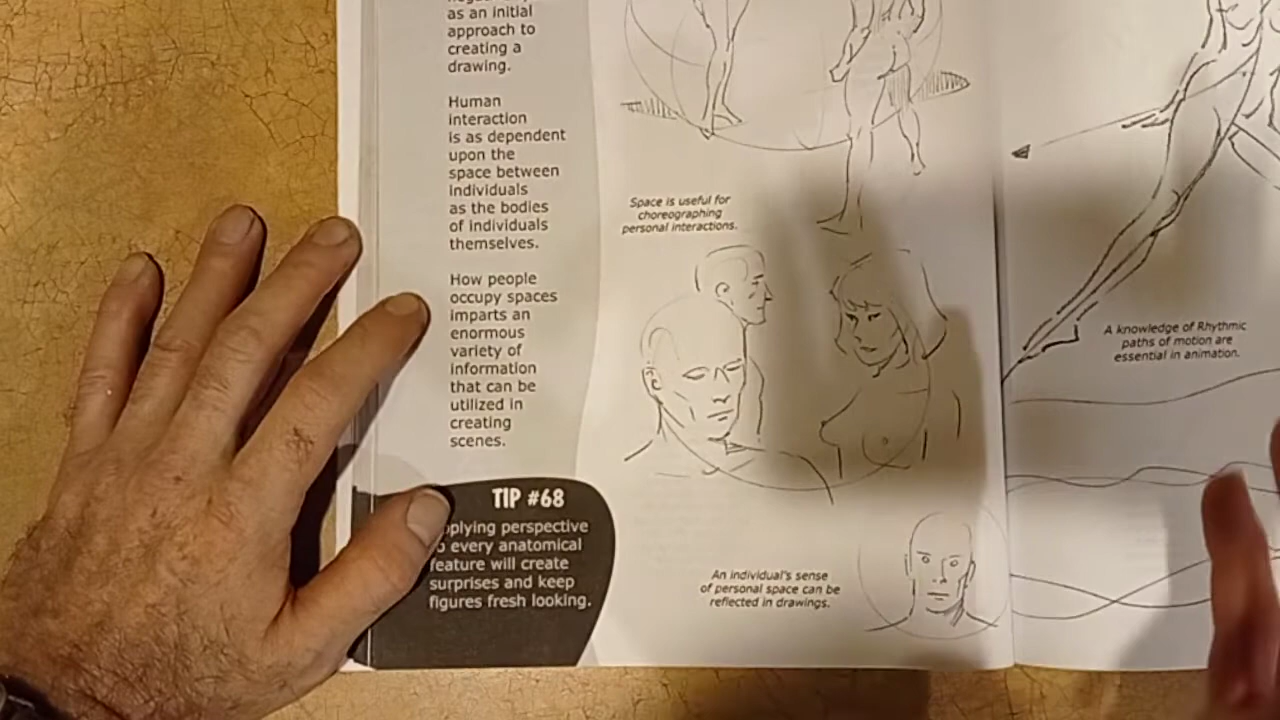 as an initial
approach to
creating a
drawing.
Human
interaction
is as dependent
upon the
space between
individuals
as the bodies
of individuals
themselves.
How people
occupy spaces
imparts an
enormous
variety of
information
that can be
utilized in
creating
scenes.
TIP #68
pplying perspective
o every anatomical
feature will create
surprises and keep
figures fresh looking.
Space is useful for
choreographing
personal interactions.
An individual's sense
of personal space can be
reflected in drawings.
A knowledge of Rhythmic
paths of motion are
essential in animation.